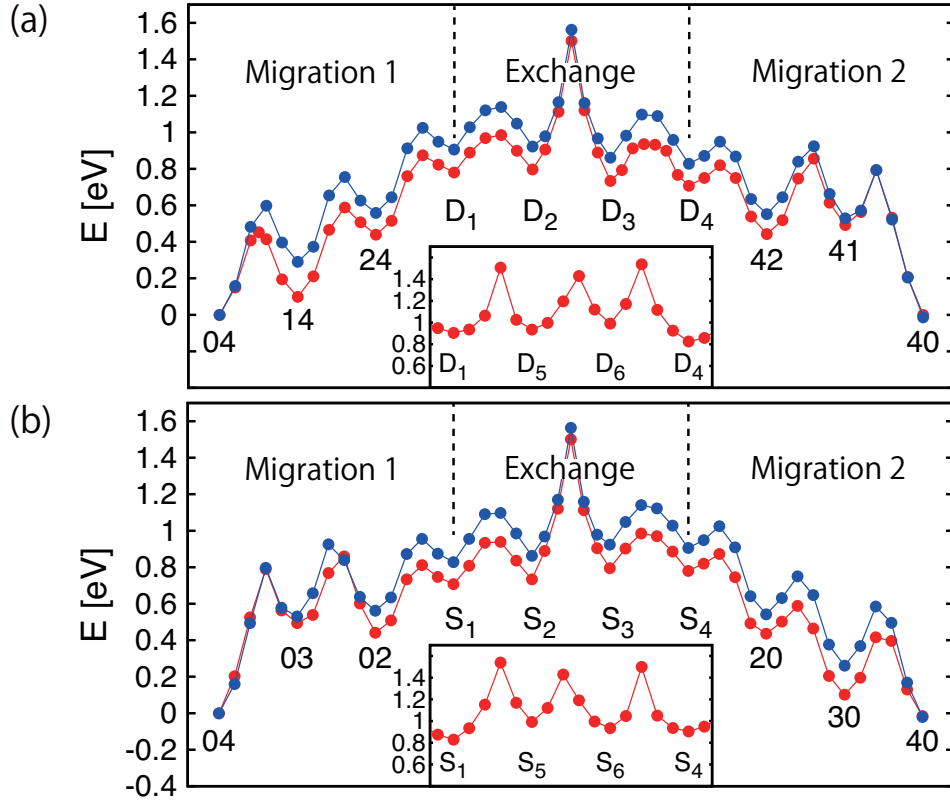 (a)
E [eV]
1.6
1.4
1.2
1
0.8
0.6
0.4
0.2
0
Migration 1
Exchange
Migration 2
04
14
24
D1
D2
D3
D4
42
41
40
1.4
1.2
1
0.8
0.6
D1
D5
D6
D4
(b)
E [eV]
1.6
1.4
1.2
1
0.8
0.6
0.4
0.2
0
-0.2
-0.4
Migration 1
Exchange
Migration 2
04
03
02
S1
S2
S3
S4
20
30
40
1.4
1.2
1
0.8
0.6
S1
S5
S6
S4